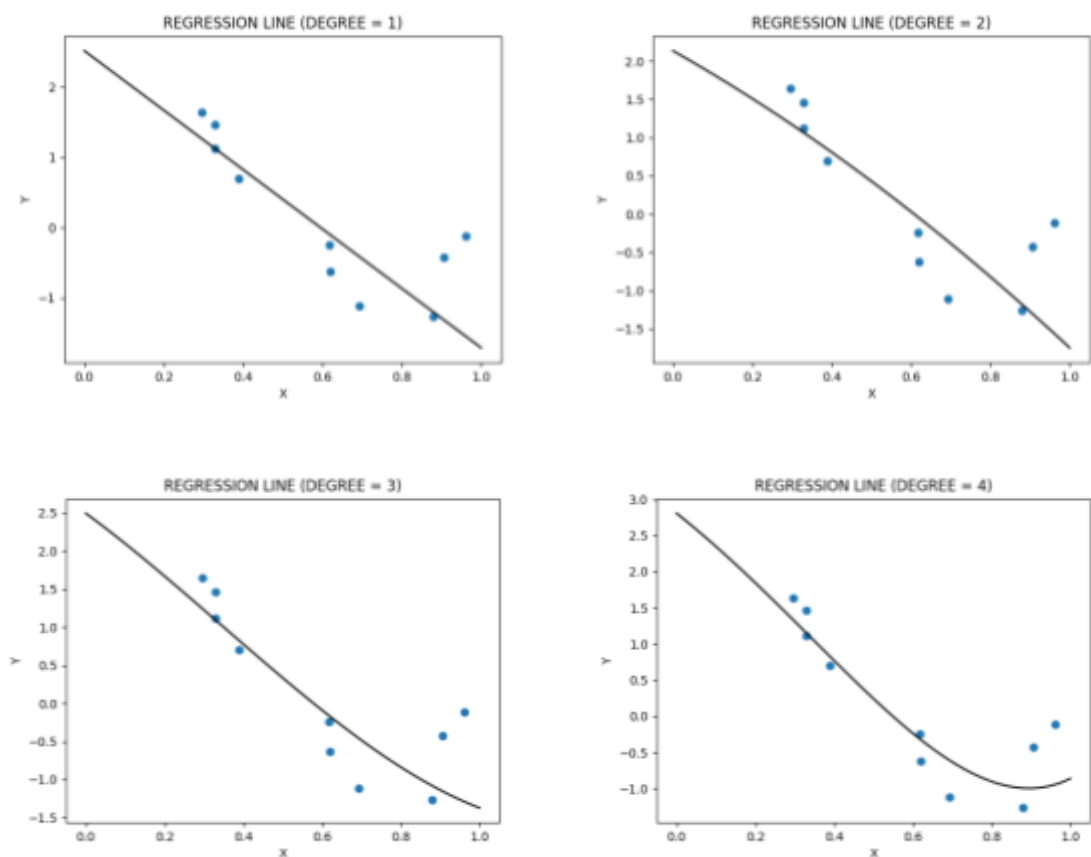 REGRESSION LINE (DEGREE = 1)
2
1
0
−1
Y
0.0 0.2 0.4 0.6 0.8 1.0
X
REGRESSION LINE (DEGREE = 2)
2.0
1.5
1.0
0.5
0.0
−0.5
−1.0
−1.5
Y
0.0 0.2 0.4 0.6 0.8 1.0
X
REGRESSION LINE (DEGREE = 3)
2.5
2.0
1.5
1.0
0.5
0.0
−0.5
−1.0
−1.5
Y
0.0 0.2 0.4 0.6 0.8 1.0
X
REGRESSION LINE (DEGREE = 4)
3.0
2.5
2.0
1.5
1.0
0.5
0.0
−0.5
−1.0
Y
0.0 0.2 0.4 0.6 0.8 1.0
X